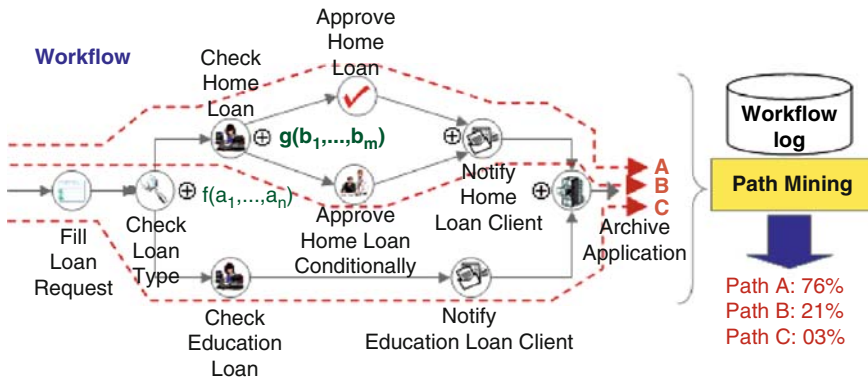 Workflow
Check
Home
Loan
Approve
Home
Loan
g(b1,...,bm)
f(a1,...,an)
Fill
Loan
Request
Check
Loan
Type
Approve
Home Loan
Conditionally
Notify
Home
Loan Client
Archive
Application
Check
Education
Loan
Notify
Education Loan Client
A
B
C
Workflow
log
Path Mining
Path A: 76%
Path B: 21%
Path C: 03%